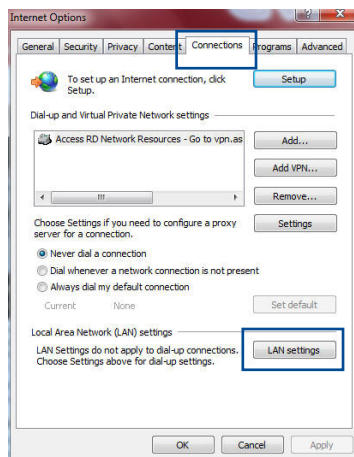 Internet Options
General Security Privacy Content Connections Programs Advanced
To set up an Internet connection, click
Setup.
Setup
Dial-up and Virtual Private Network settings
Access RD Network Resources - Go to vpn.as
Add...
Add VPN...
Remove...
Choose Settings if you need to configure a proxy
server for a connection.
Settings
Never dial a connection
Dial whenever a network connection is not present
Always dial my default connection
Current None
Set default
Local Area Network (LAN) settings
LAN Settings do not apply to dial-up connections.
Choose Settings above for dial-up settings.
LAN settings
OK Cancel Apply